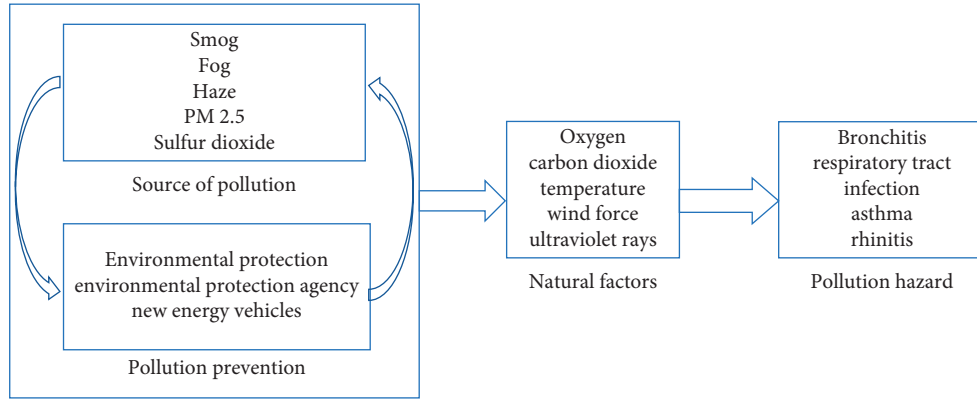 Smog
Fog
Haze
PM 2.5
Sulfur dioxide
Source of pollution
Environmental protection
environmental protection agency
new energy vehicles
Pollution prevention
Oxygen
carbon dioxide
temperature
wind force
ultraviolet rays
Natural factors
Bronchitis
respiratory tract
infection
asthma
rhinitis
Pollution hazard